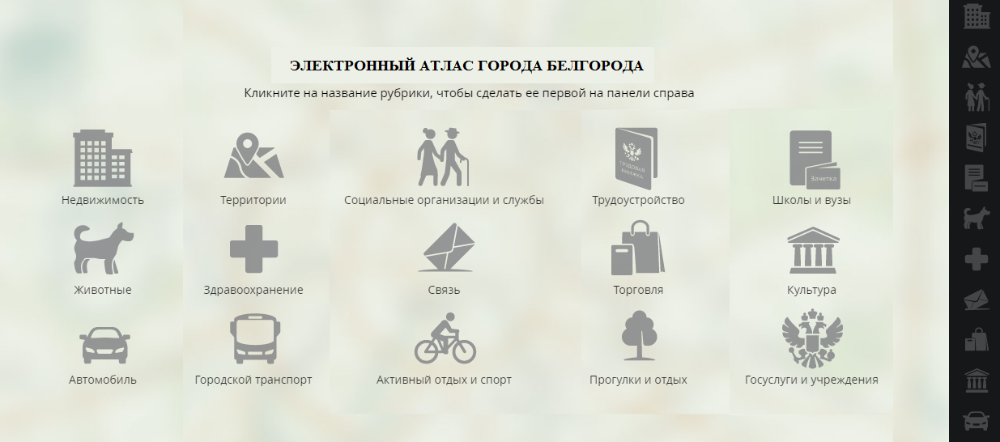 ЭЛЕКТРОННЫЙ АТЛАС ГОРОДА БЕЛГОРОДА
Кликните на название рубрики, чтобы сделать ее первой на панели справа
ТРУДОВАЯ
КНИЖКА
Зачетка
Недвижимость
Территории
Социальные организации и службы
Трудоустройство
Школы и вузы
Животные
Здравоохранение
Связь
Торговля
Культура
Автомобиль
Городской транспорт
Активный отдых и спорт
Прогулки и отдых
Госуслуги и учреждения